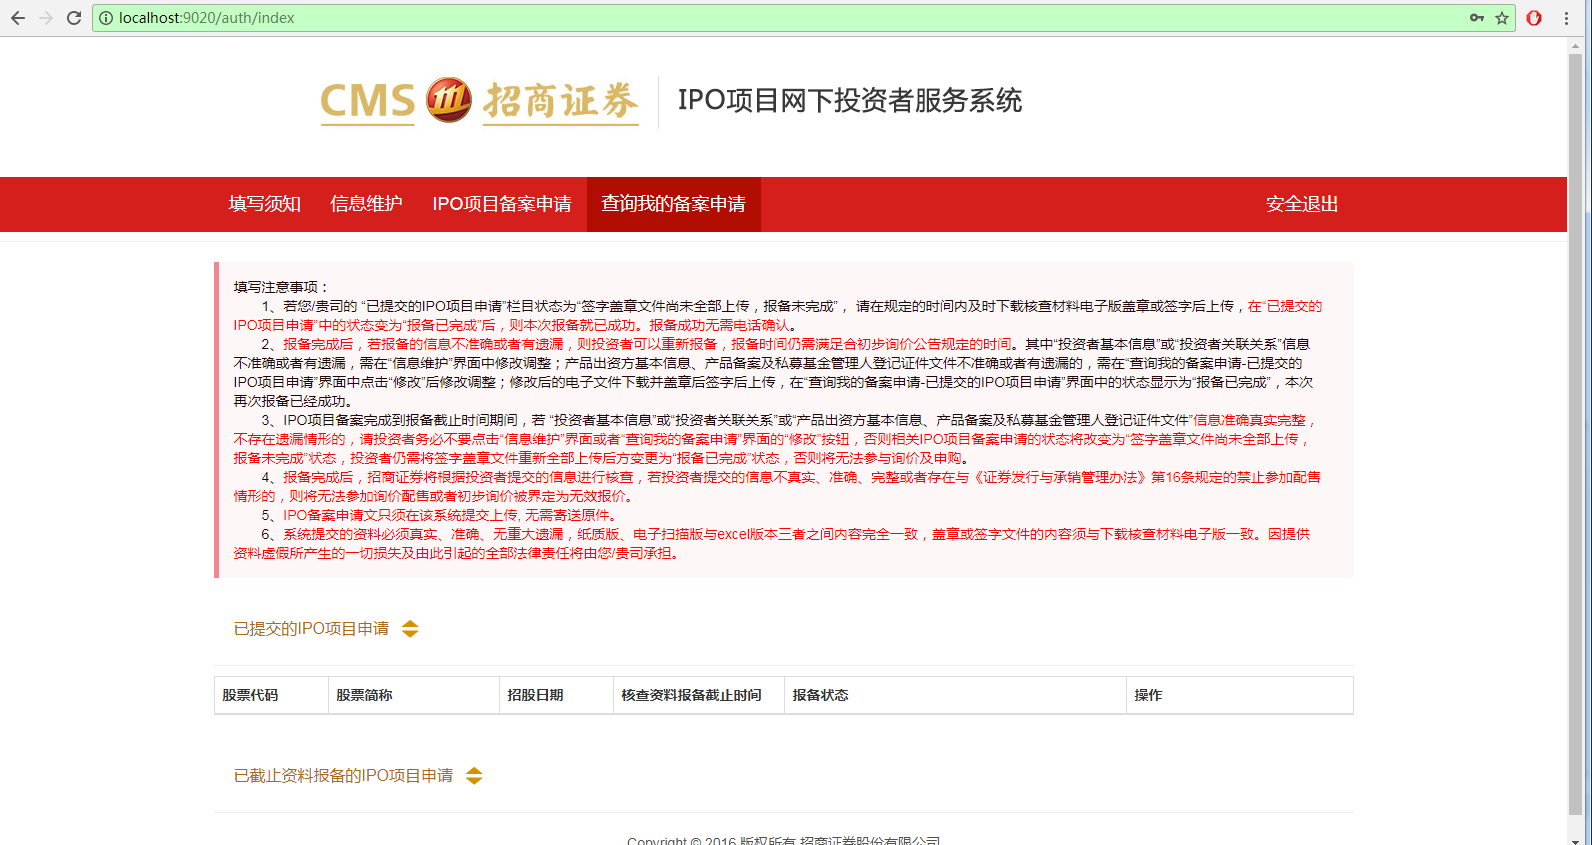 localhost:9020/auth/index
CMS 招商证券 IPO项目网下投资者服务系统
填写须知 信息维护 IPO项目备案申请 查询我的备案申请 安全退出
填写注意事项：
1、若您/贵司的 “已提交的IPO项目申请”栏目状态为“签字盖章文件尚未全部上传，报备未完成”， 请在规定的时间内及时下载核查材料电子版盖章或签字后上传，在“已提交的
IPO项目申请”中的状态变为“报备已完成”后，则本次报备就已成功。报备成功无需电话确认。
2、报备完成后，若报备的信息不准确或者有遗漏，则投资者可以重新报备，报备时间仍需满足合初步询价公告规定的时间。其中“投资者基本信息”或“投资者关联关系”信息
不准确或者有遗漏，需在“信息维护”界面中修改调整；产品出资方基本信息、产品备案及私募基金管理人登记证件文件不准确或者有遗漏的，需在“查询我的备案申请-已提交的
IPO项目申请”界面中点击“修改”后修改调整；修改后的电子文件下载并盖章后签字后上传，在“查询我的备案申请-已提交的IPO项目申请”界面中的状态显示为“报备已完成”，本次
再次报备已经成功。
3、IPO项目备案完成到报备截止时间期间，若 “投资者基本信息”或“投资者关联关系”或“产品出资方基本信息、产品备案及私募基金管理人登记证件文件”信息准确真实完整，
不存在遗漏情形的，请投资者务必不要点击“信息维护”界面或者“查询我的备案申请”界面的“修改”按钮，否则相关IPO项目备案申请的状态将改变为“签字盖章文件尚未全部上传，
报备未完成”状态，投资者仍需将签字盖章文件重新全部上传后方变更为“报备已完成”状态，否则将无法参与询价及申购。
4、报备完成后，招商证券将根据投资者提交的信息进行核查，若投资者提交的信息不真实、准确、完整或者存在与《证券发行与承销管理办法》第16条规定的禁止参加配售
情形的，则将无法参加询价配售或者初步询价被界定为无效报价。
5、IPO备案申请文只须在该系统提交上传, 无需寄送原件。
6、系统提交的资料必须真实、准确、无重大遗漏，纸质版、电子扫描版与excel版本三者之间内容完全一致，盖章或签字文件的内容须与下载核查材料电子版一致。因提供
资料虚假所产生的一切损失及由此引起的全部法律责任将由您/贵司承担。
已提交的IPO项目申请
股票代码 股票简称 招股日期 核查资料报备截止时间 报备状态 操作
已截止资料报备的IPO项目申请
Copyright © 2016 版权所有 招商证券股份有限公司